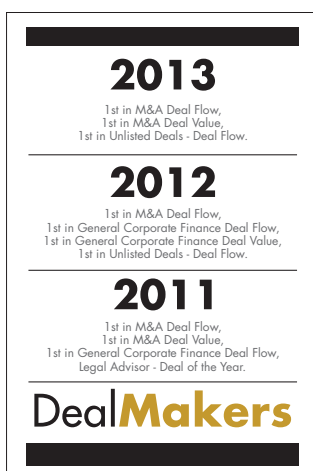 2013
1st in M&A Deal Flow,
1st in M&A Deal Value,
1st in Unlisted Deals - Deal Flow.
2012
1st in M&A Deal Flow,
1st in General Corporate Finance Deal Flow,
1st in General Corporate Finance Deal Value,
1st in Unlisted Deals - Deal Flow.
2011
1st in M&A Deal Flow,
1st in M&A Deal Value,
1st in General Corporate Finance Deal Flow,
Legal Advisor - Deal of the Year.
DealMakers